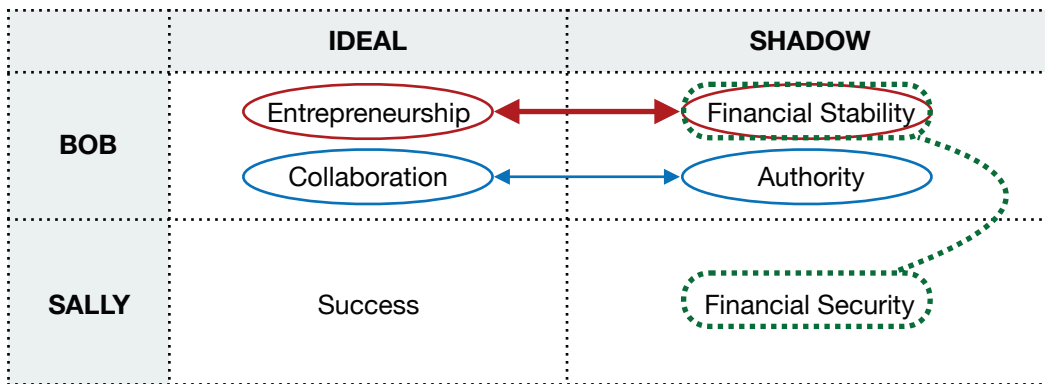 IDEAL SHADOW
BOB
Entrepreneurship Financial Stability
Collaboration Authority
SALLY Success Financial Security